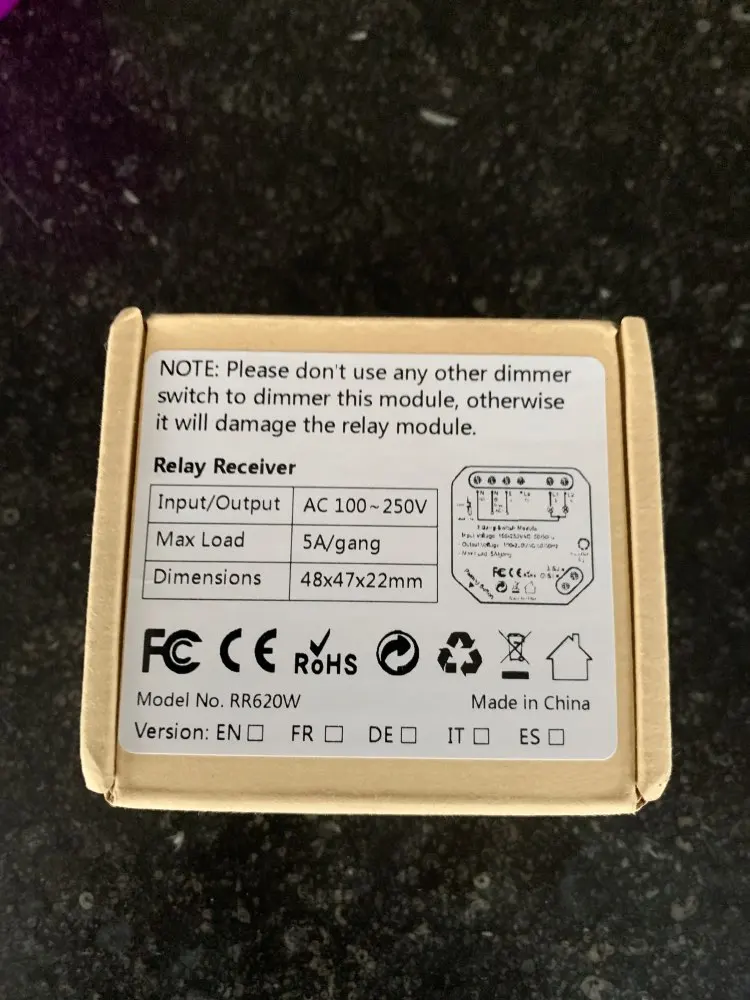 NOTE: Please don't use any other dimmer
switch to dimmer this module, otherwise
it will damage the relay module.
Relay Receiver
Input/Output AC 100~250V
Max Load 5A/gang
Dimensions 48x47x22mm
FC CE RoHS
Model No. RR620W
Made in China
Version: EN □ FR □ DE □ IT □ ES □